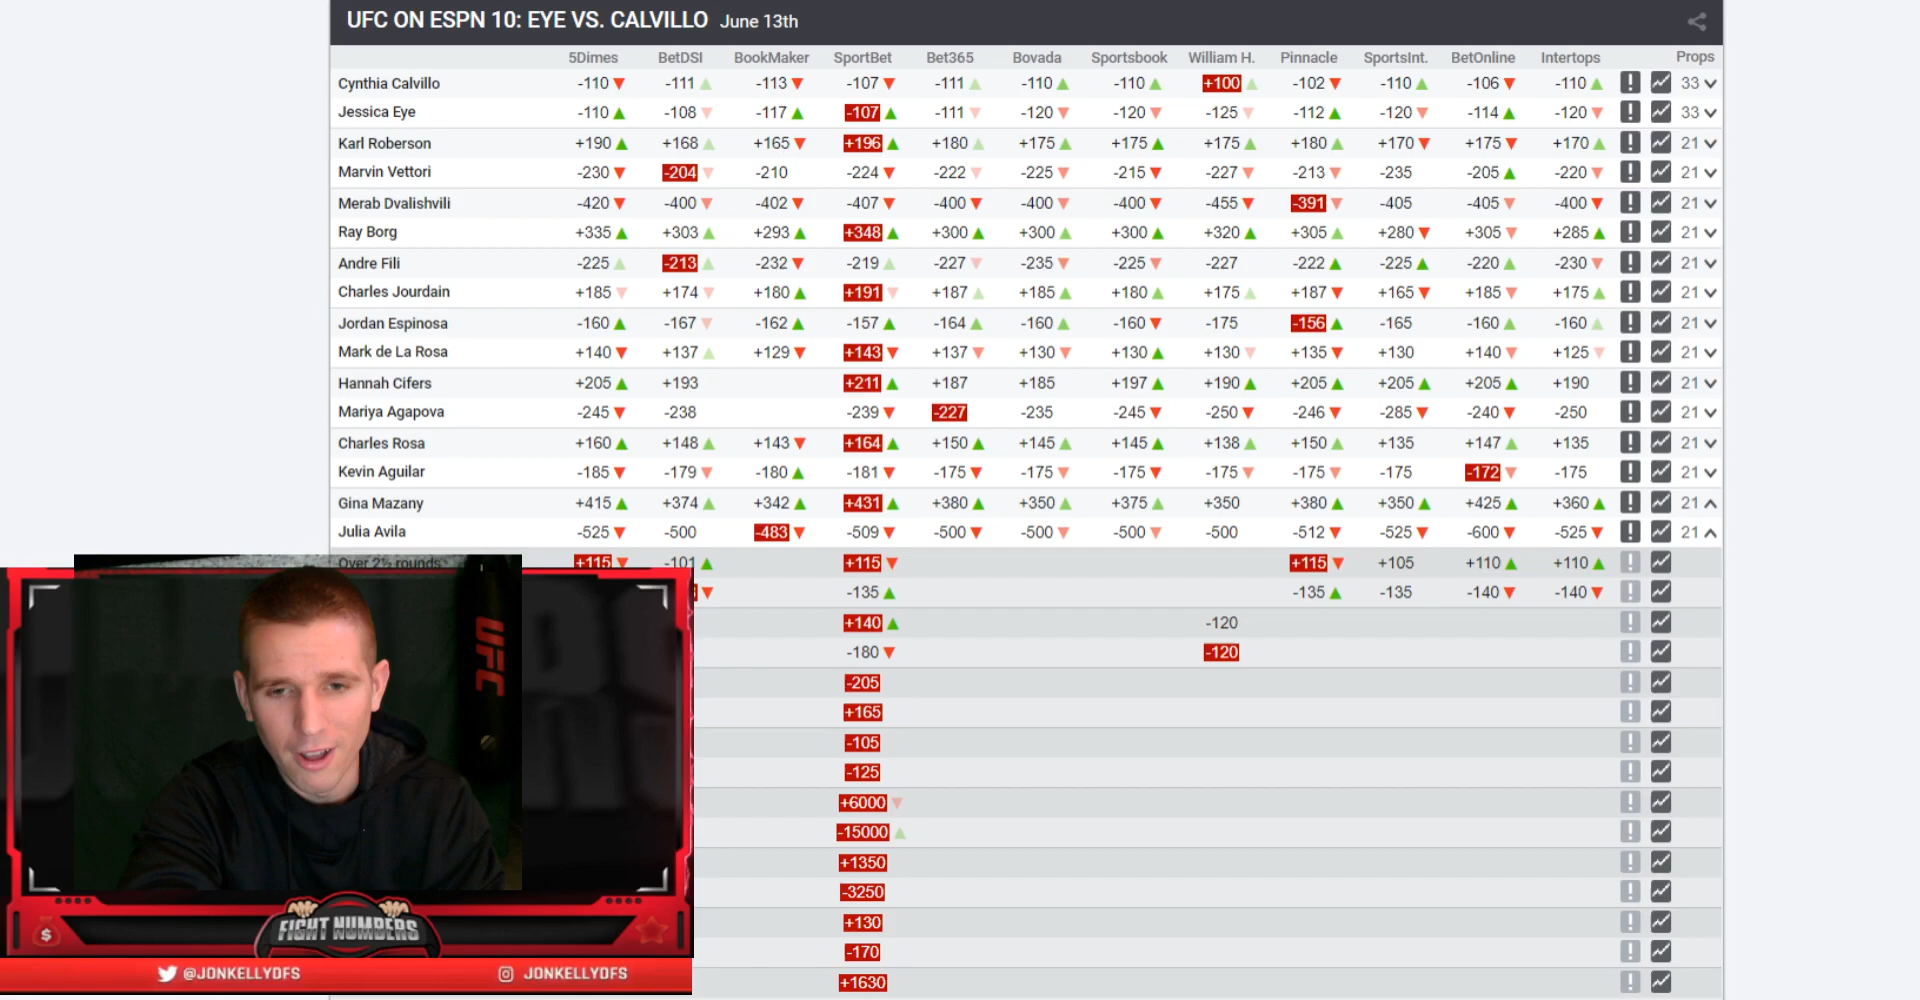 UFC ON ESPN 10: EYE VS. CALVILLO June 13th
5Dimes BetDSI BookMaker SportBet Bet365 Bovada Sportsbook William H. Pinnacle SportsInt. BetOnline Intertops Props
Cynthia Calvillo -110 -111 -113 -107 -111 -110 -110 +100 -102 -110 -106 -110 33
Jessica Eye -110 -108 -117 -107 -111 -120 -120 -125 -112 -120 -114 -120 33
Karl Roberson +190 +168 +165 +196 +180 +175 +175 +175 +180 +170 +175 +170 21
Marvin Vettori -230 -204 -210 -224 -222 -225 -215 -227 -213 -235 -205 -220 21
Merab Dvalishvili -420 -400 -402 -407 -400 -400 -400 -455 -391 -405 -405 -400 21
Ray Borg +335 +303 +293 +348 +300 +300 +300 +320 +305 +280 +305 +285 21
Andre Fili -225 -213 -232 -219 -227 -235 -225 -227 -222 -225 -220 -230 21
Charles Jourdain +185 +174 +180 +191 +187 +185 +180 +175 +187 +165 +185 +175 21
Jordan Espinosa -160 -167 -162 -157 -164 -160 -160 -175 -156 -165 -160 -160 21
Mark de La Rosa +140 +137 +129 +143 +137 +130 +130 +130 +135 +130 +140 +125 21
Hannah Cifers +205 +193 +211 +187 +185 +197 +190 +205 +205 +205 +190 21
Mariya Agapova -245 -238 -239 -227 -235 -245 -250 -246 -285 -240 -250 21
Charles Rosa +160 +148 +143 +164 +150 +145 +145 +138 +150 +135 +147 +135 21
Kevin Aguilar -185 -179 -180 -181 -175 -175 -175 -175 -175 -175 -172 -175 21
Gina Mazany +415 +374 +342 +431 +380 +350 +375 +350 +380 +350 +425 +360 21
Julia Avila -525 -500 -483 -509 -500 -500 -500 -500 -512 -525 -600 -525 21
Over 2½ rounds +115 -101 +115 +115 +105 +110 +110
-135 -135 -135 -140 -140
+140 -120
-180 -120
-205
+165
-105
-125
+6000
-15000
+1350
-3250
+130
-170
+1630
UFC
FIGHT NUMBERS
@JONKELLYDFS JONKELLYDFS